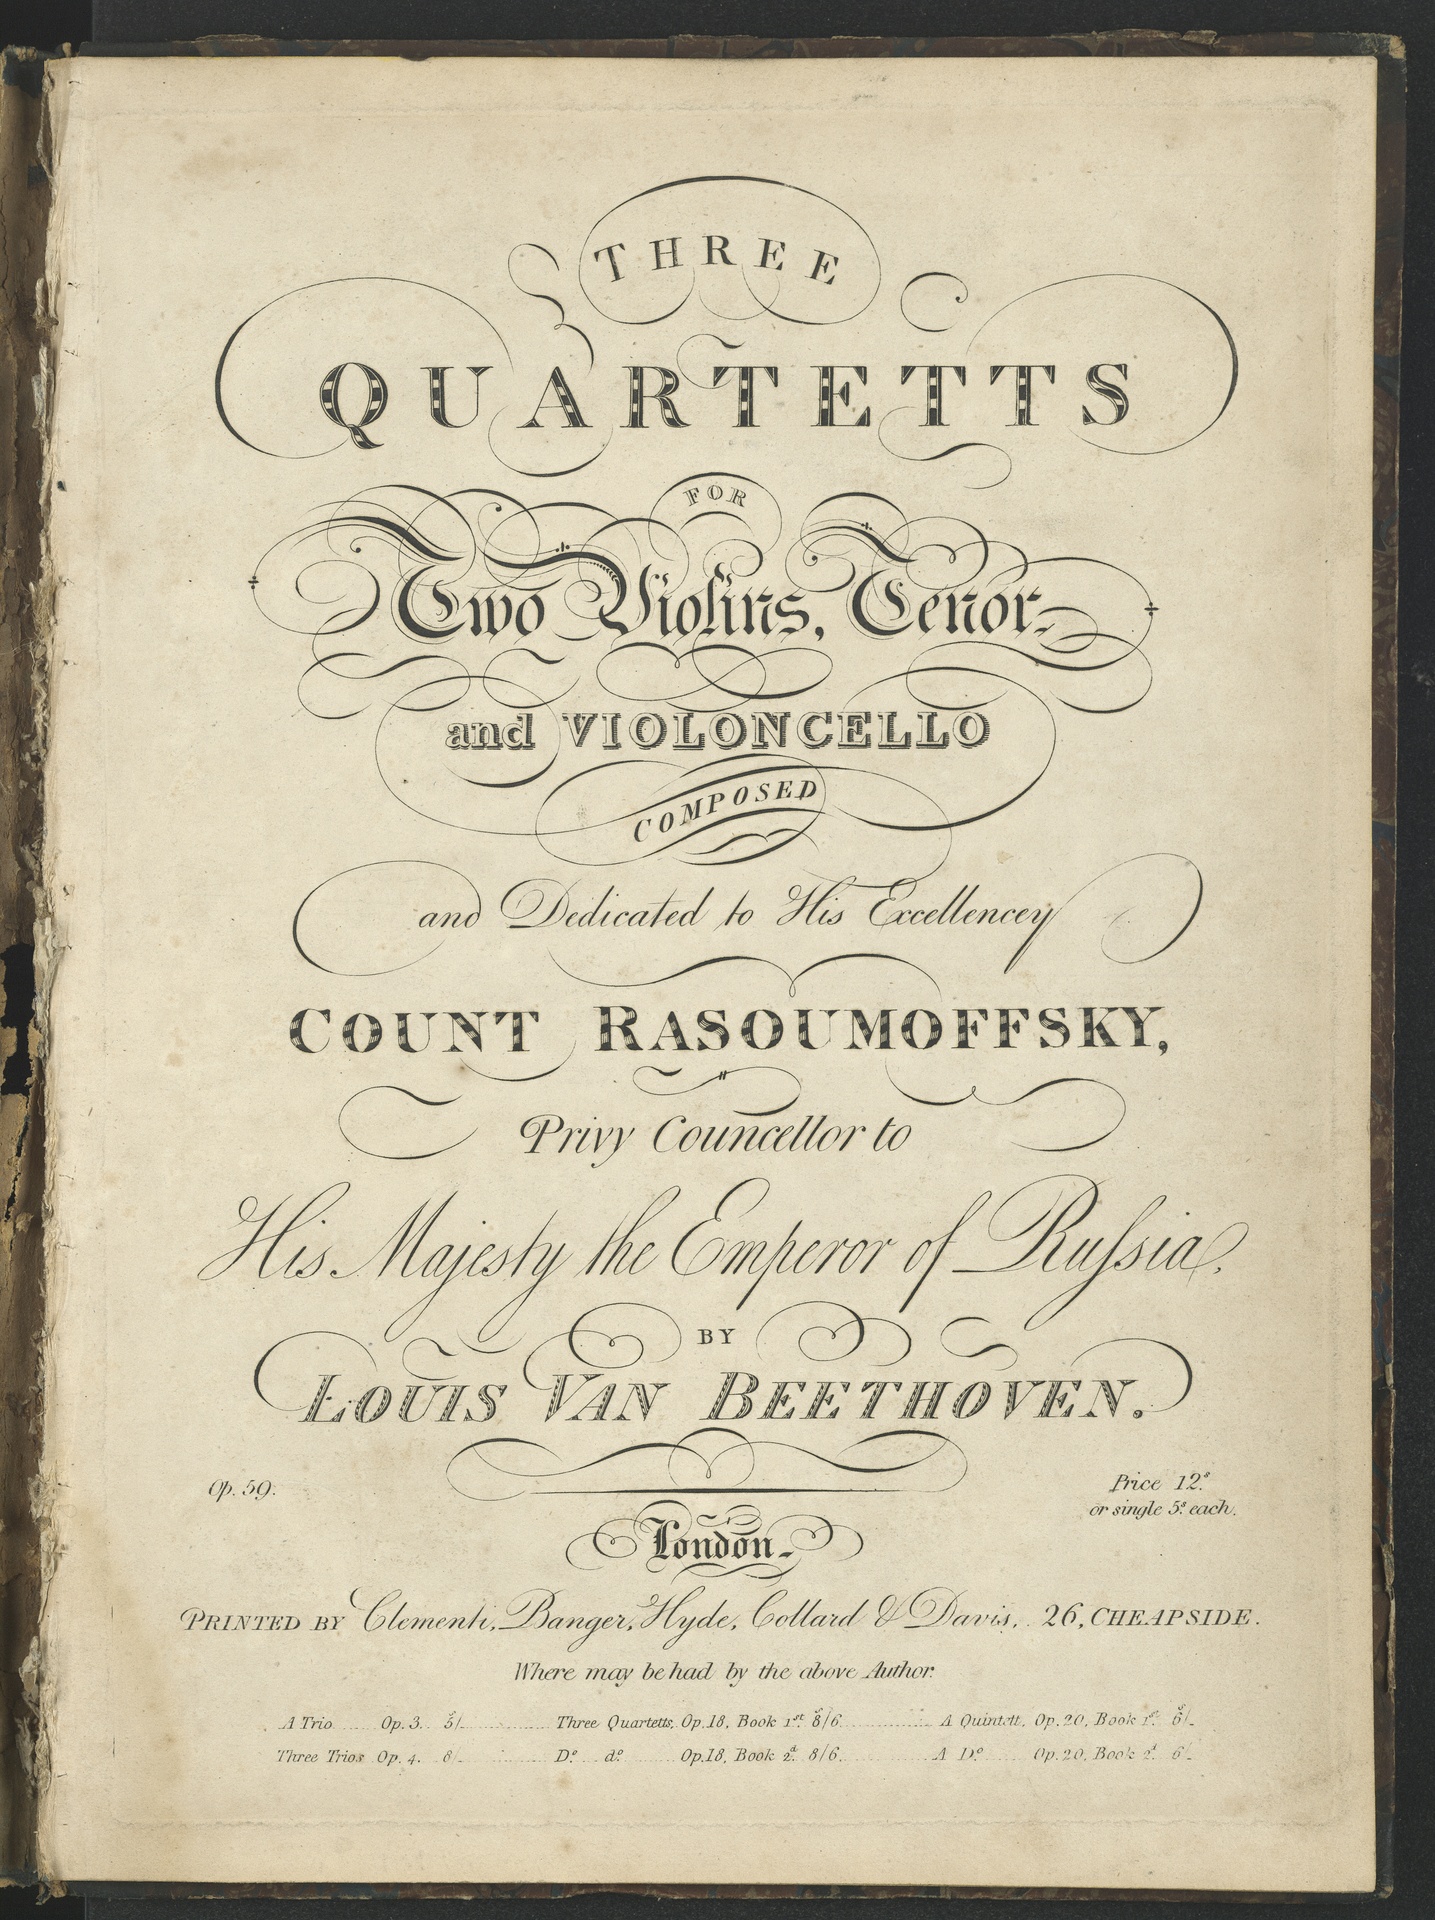 THREE
QUARTETTS
FOR
Two Violins, Tenor
and VIOLONCELLO
COMPOSED
and Dedicated to His Excellencey
COUNT RASOUMOFFSKY,
Privy Councellor to
His Majesty the Emperor of Ruſsia,
BY
LOUIS VAN BEETHOVEN.
Op. 59.
Price 12.s
or single 5.s each.
London
PRINTED BY Clementi, Banger, Hyde, Collard & Davis, 26, CHEAPSIDE.
Where may be had by the above Author.
A Trio Op. 3. 5/- Three Quartetts, Op. 18, Book 1st. 8/6. A Quintett, Op. 20, Book 1st. 6/-
Three Trios Op. 4. 8/- Do. do. Op. 18, Book 2d. 8/6. A Do. Op. 20, Book 2d. 6/-